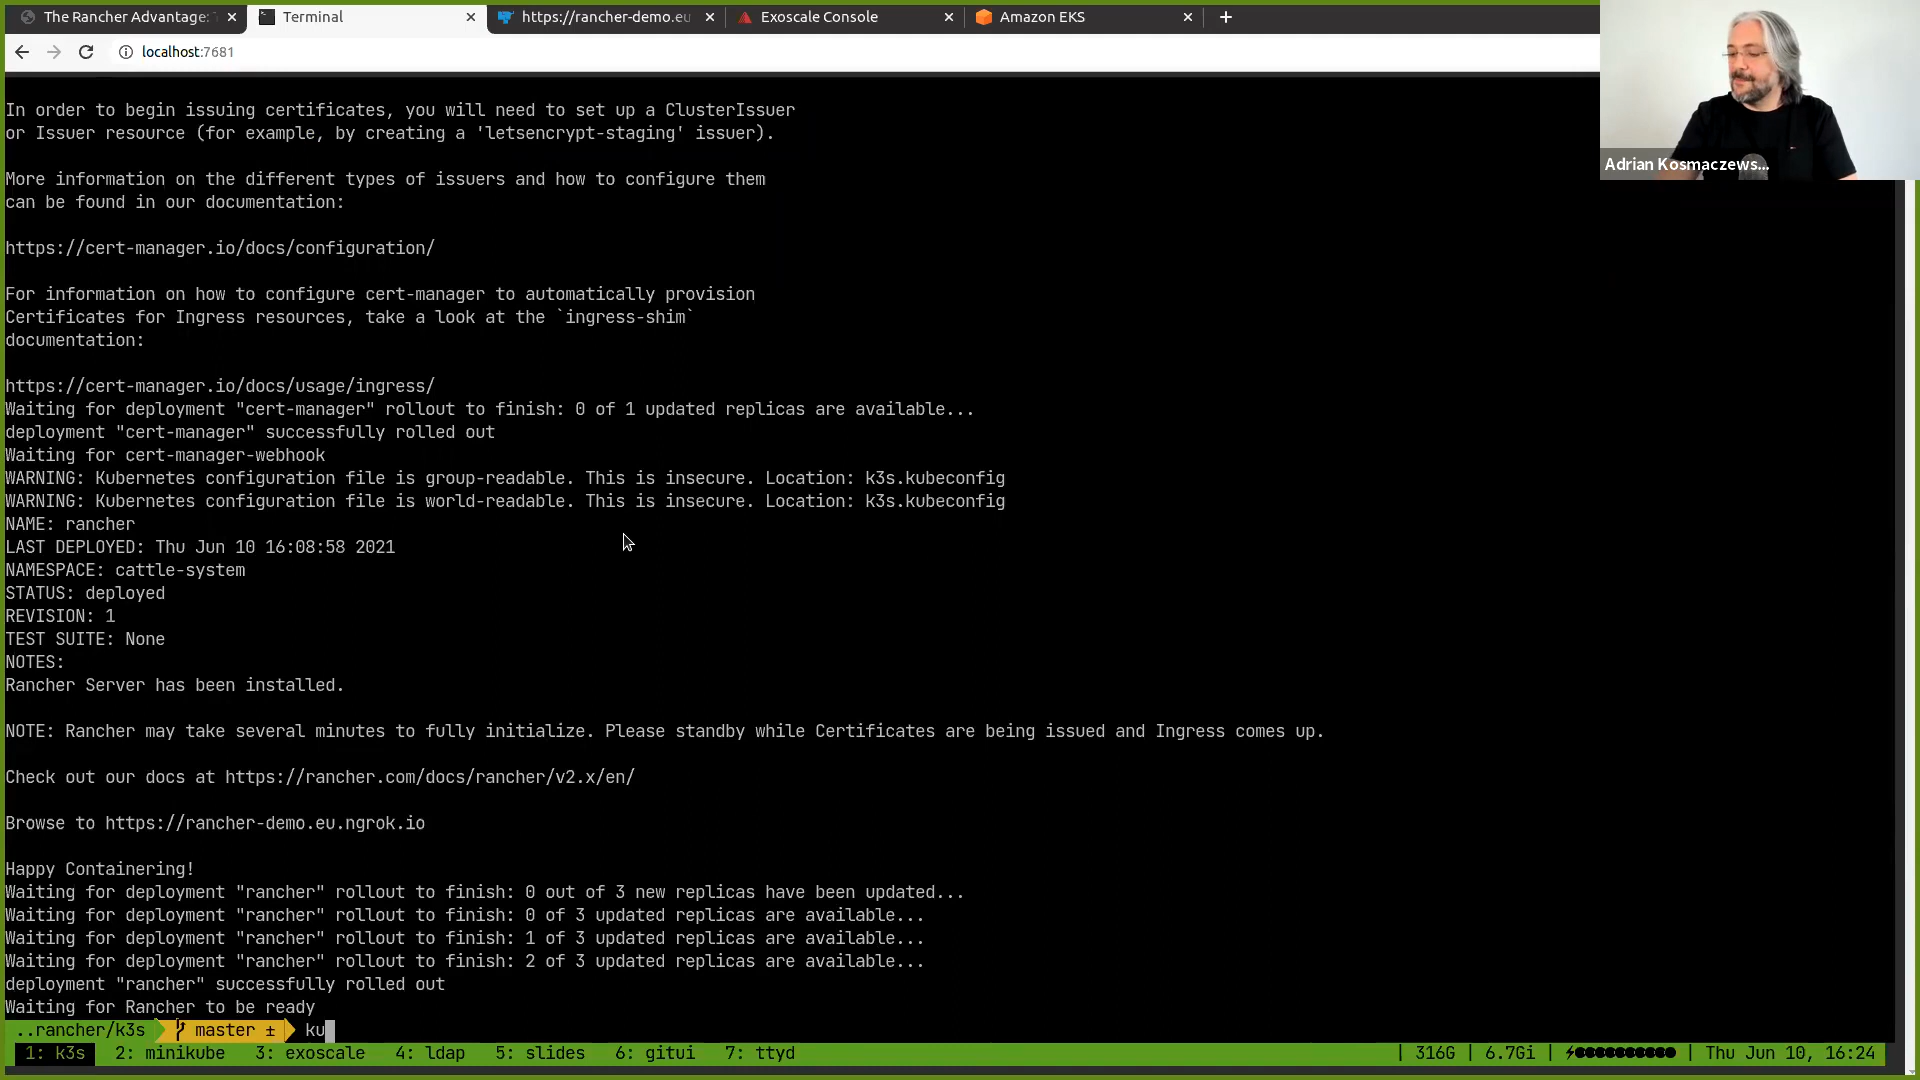 The Rancher Advantage:
Terminal
https://rancher-demo.eu
Exoscale Console
Amazon EKS
localhost:7681
Adrian Kosmaczews...
In order to begin issuing certificates, you will need to set up a ClusterIssuer
or Issuer resource (for example, by creating a 'letsencrypt-staging' issuer).
More information on the different types of issuers and how to configure them
can be found in our documentation:
https://cert-manager.io/docs/configuration/
For information on how to configure cert-manager to automatically provision
Certificates for Ingress resources, take a look at the `ingress-shim`
documentation:
https://cert-manager.io/docs/usage/ingress/
Waiting for deployment "cert-manager" rollout to finish: 0 of 1 updated replicas are available...
deployment "cert-manager" successfully rolled out
Waiting for cert-manager-webhook
WARNING: Kubernetes configuration file is group-readable. This is insecure. Location: k3s.kubeconfig
WARNING: Kubernetes configuration file is world-readable. This is insecure. Location: k3s.kubeconfig
NAME: rancher
LAST DEPLOYED: Thu Jun 10 16:08:58 2021
NAMESPACE: cattle-system
STATUS: deployed
REVISION: 1
TEST SUITE: None
NOTES:
Rancher Server has been installed.
NOTE: Rancher may take several minutes to fully initialize. Please standby while Certificates are being issued and Ingress comes up.
Check out our docs at https://rancher.com/docs/rancher/v2.x/en/
Browse to https://rancher-demo.eu.ngrok.io
Happy Containering!
Waiting for deployment "rancher" rollout to finish: 0 out of 3 new replicas have been updated...
Waiting for deployment "rancher" rollout to finish: 0 of 3 updated replicas are available...
Waiting for deployment "rancher" rollout to finish: 1 of 3 updated replicas are available...
Waiting for deployment "rancher" rollout to finish: 2 of 3 updated replicas are available...
deployment "rancher" successfully rolled out
Waiting for Rancher to be ready
..rancher/k3s master ± ku
1: k3s 2: minikube 3: exoscale 4: ldap 5: slides 6: gitui 7: ttyd | 316G | 6.7Gi | ⚡●●●●●●●●●● | Thu Jun 10, 16:24